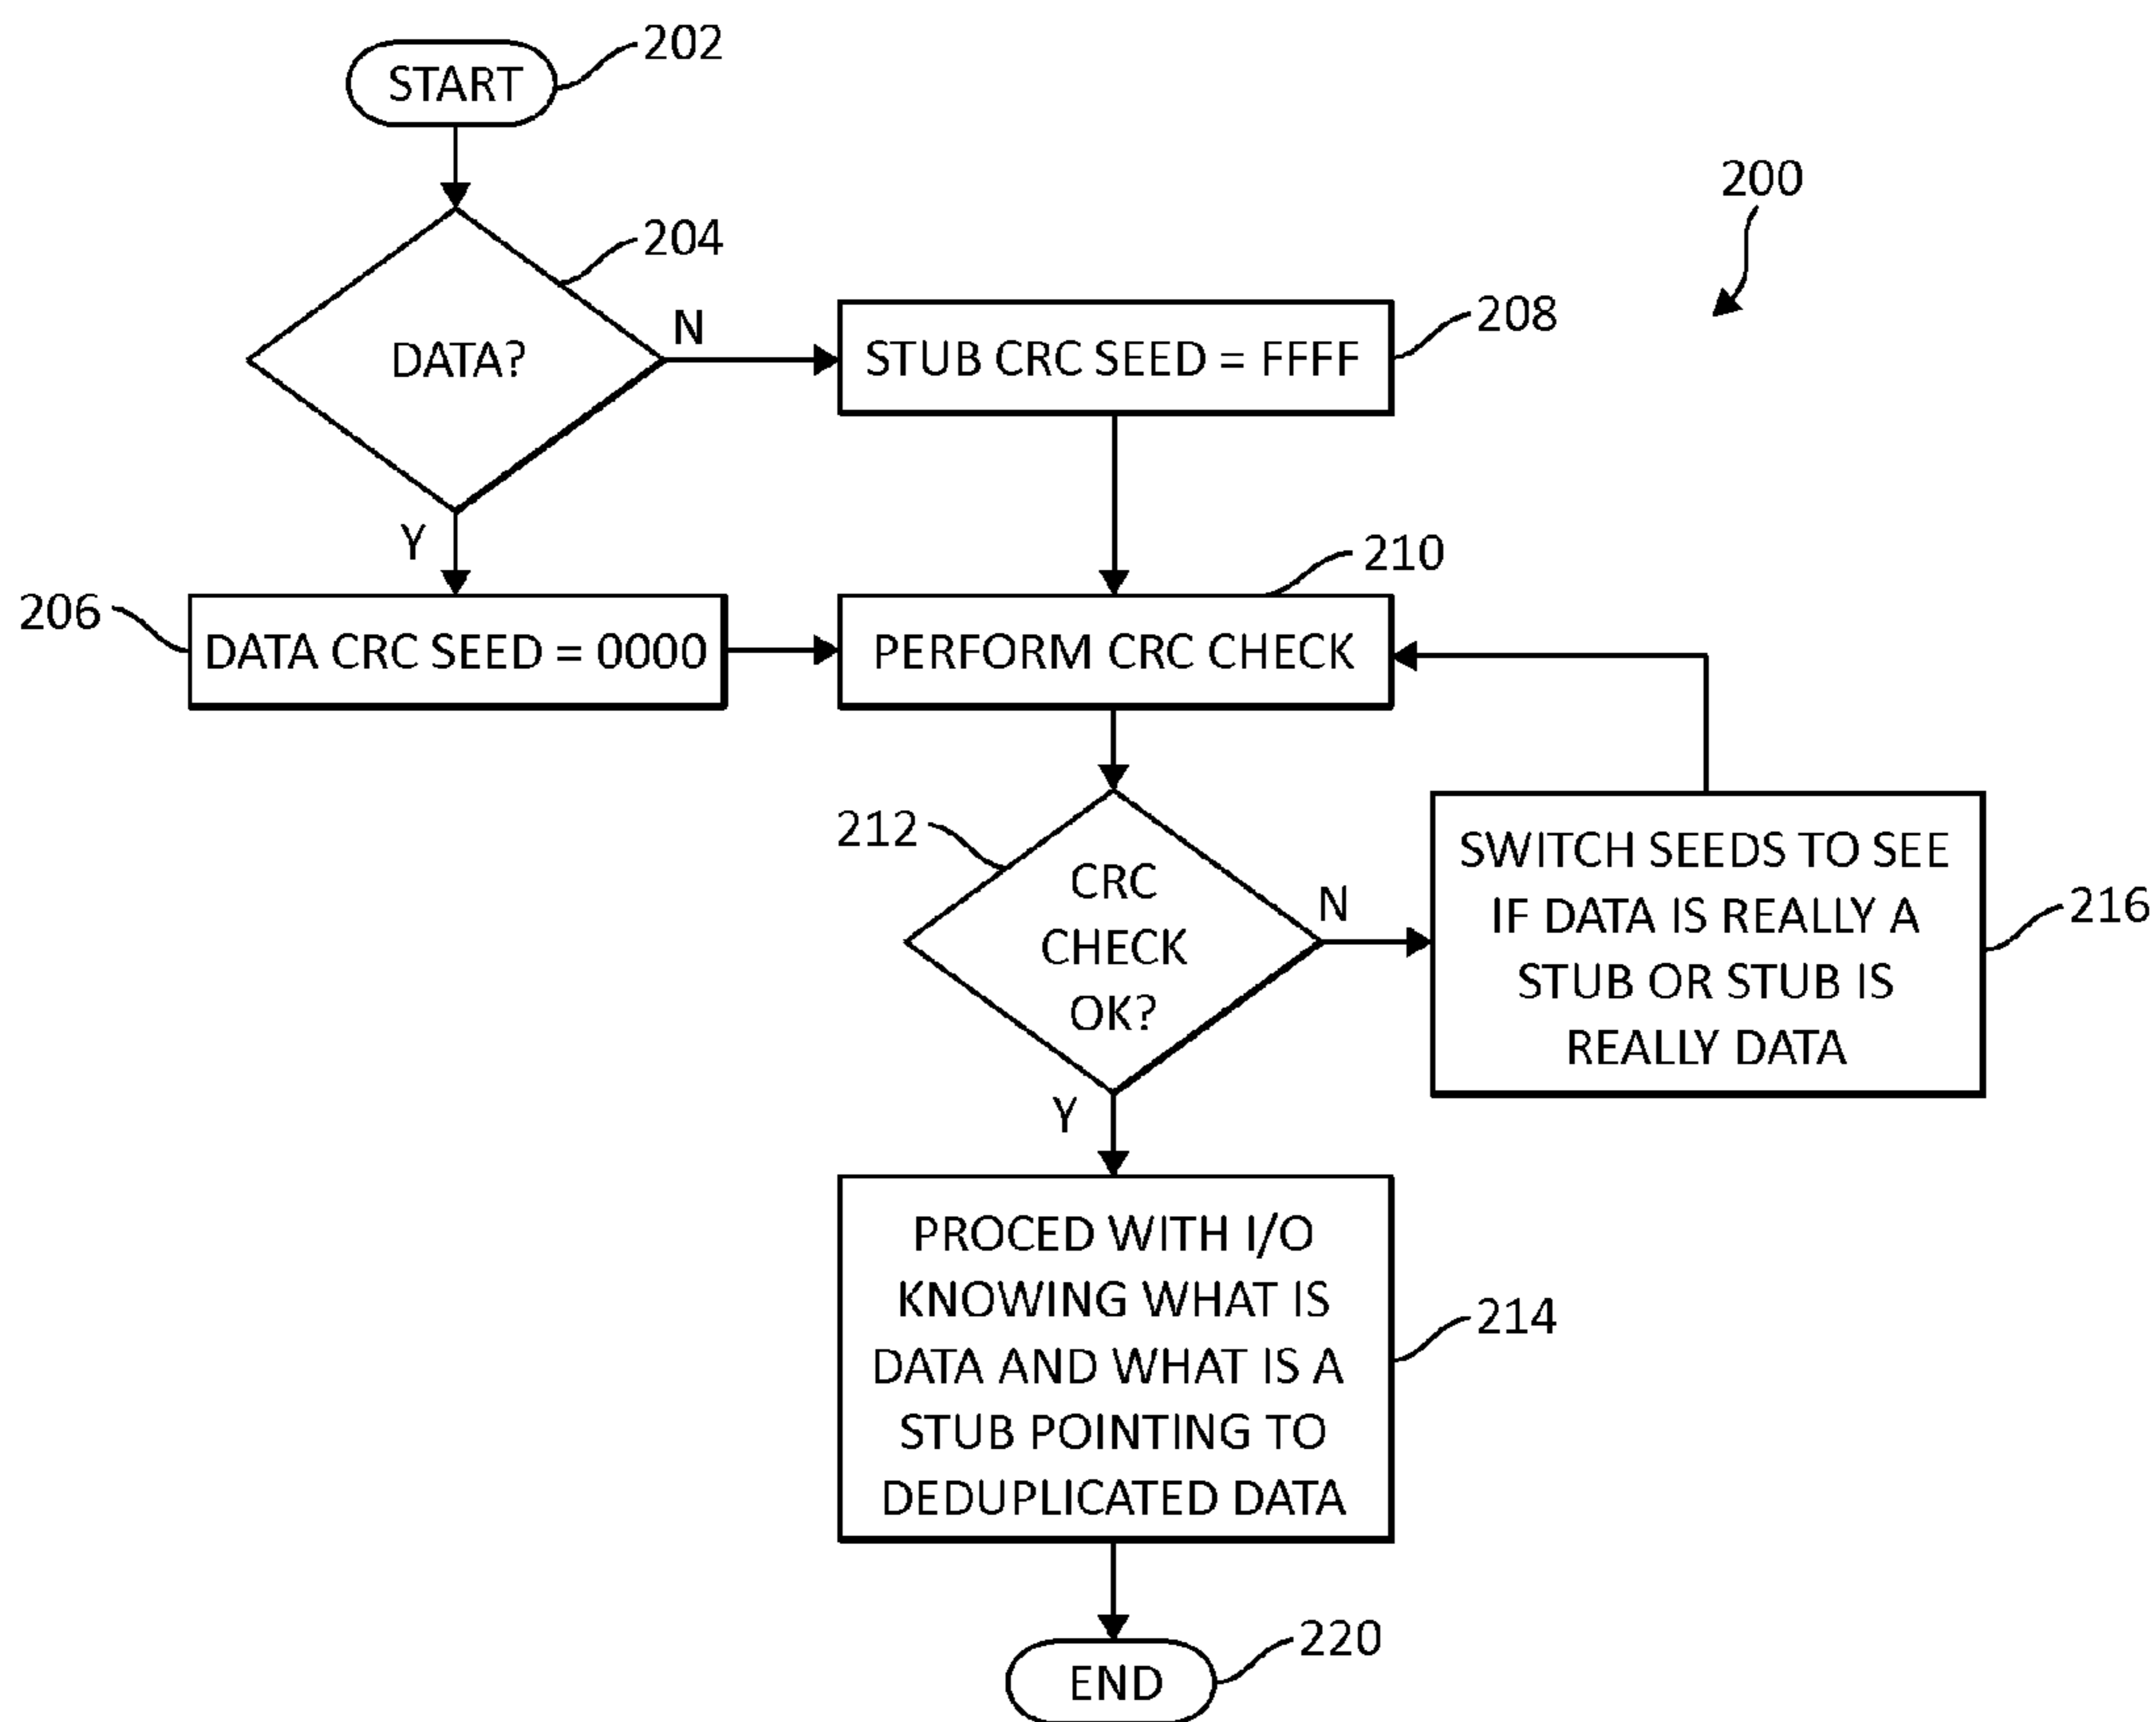 START
202
200
204
DATA?
N
STUB CRC SEED = FFFF
208
Y
206
DATA CRC SEED = 0000
PERFORM CRC CHECK
210
212
CRC
CHECK
OK?
N
SWITCH SEEDS TO SEE
IF DATA IS REALLY A
STUB OR STUB IS
REALLY DATA
216
Y
PROCED WITH I/O
KNOWING WHAT IS
DATA AND WHAT IS A
STUB POINTING TO
DEDUPLICATED DATA
214
END
220